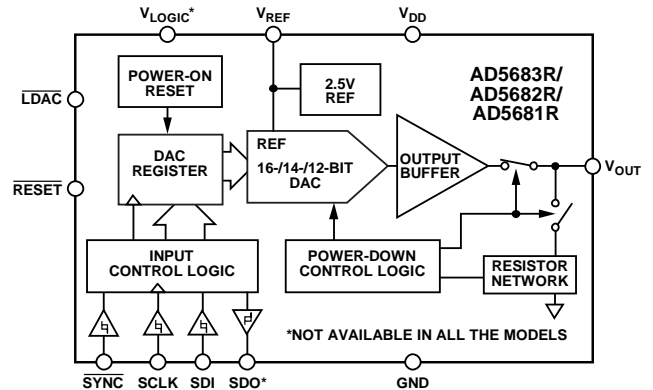 VLOGIC*
VREF
VDD
POWER-ON
RESET
2.5V
REF
AD5683R/
AD5682R/
AD5681R
LDAC
REF
DAC
REGISTER
16-/14-/12-BIT
DAC
OUTPUT
BUFFER
VOUT
RESET
INPUT
CONTROL LOGIC
POWER-DOWN
CONTROL LOGIC
RESISTOR
NETWORK
*NOT AVAILABLE IN ALL THE MODELS
SYNC
SCLK
SDI
SDO*
GND